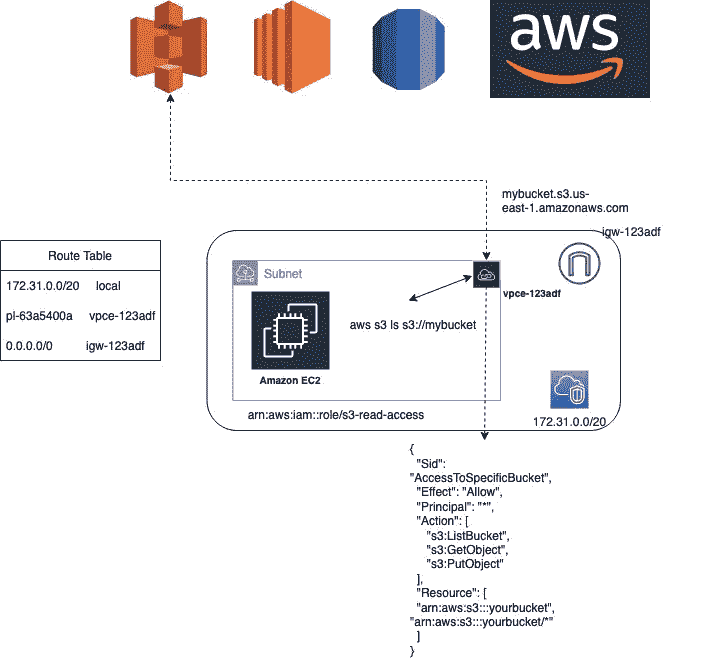 aws
mybucket.s3.us-
east-1.amazonaws.com
igw-123adf
Route Table
172.31.0.0/20 local
pl-63a5400a vpce-123adf
0.0.0.0/0 igw-123adf
Subnet
vpce-123adf
aws s3 ls s3://mybucket
Amazon EC2
arn:aws:iam::role/s3-read-access
172.31.0.0/20
{
"Sid":
"AccessToSpecificBucket",
"Effect": "Allow",
"Principal": "*",
"Action": [
"s3:ListBucket",
"s3:GetObject",
"s3:PutObject"
],
"Resource": [
"arn:aws:s3:::yourbucket",
"arn:aws:s3:::yourbucket/*"
]
}